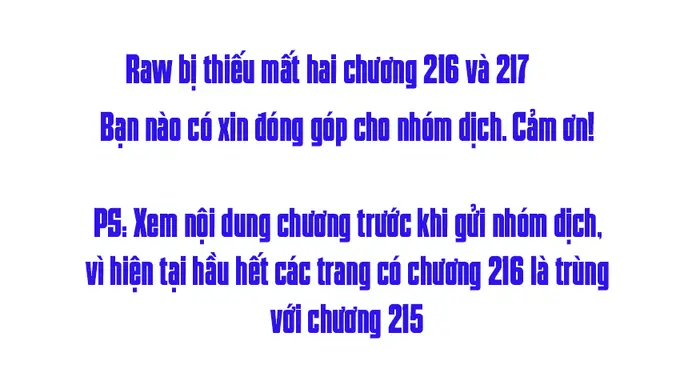 Raw bị thiếu mất hai chương 216 và 217
Bạn nào có xin đóng góp cho nhóm dịch. Cảm ơn!
PS: Xem nội dung chương trước khi gửi nhóm dịch,
vì hiện tại hầu hết các trang có chương 216 là trùng
với chương 215